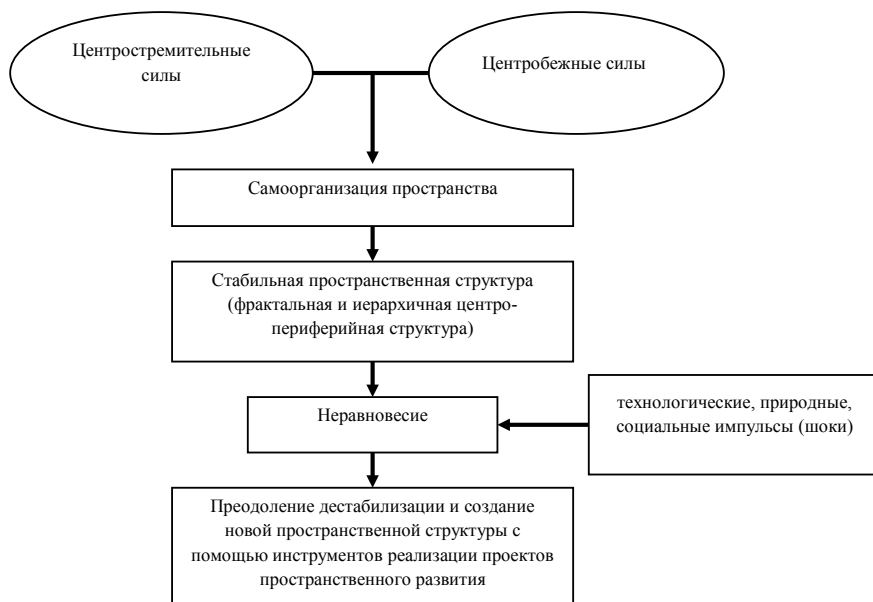 Центростремительные
силы
Центробежные силы
Самоорганизация пространства
Стабильная пространственная структура
(фрактальная и иерархичная центро-
периферийная структура)
Неравновесие
технологические, природные,
социальные импульсы (шоки)
Преодоление дестабилизации и создание
новой пространственной структуры с
помощью инструментов реализации проектов
пространственного развития